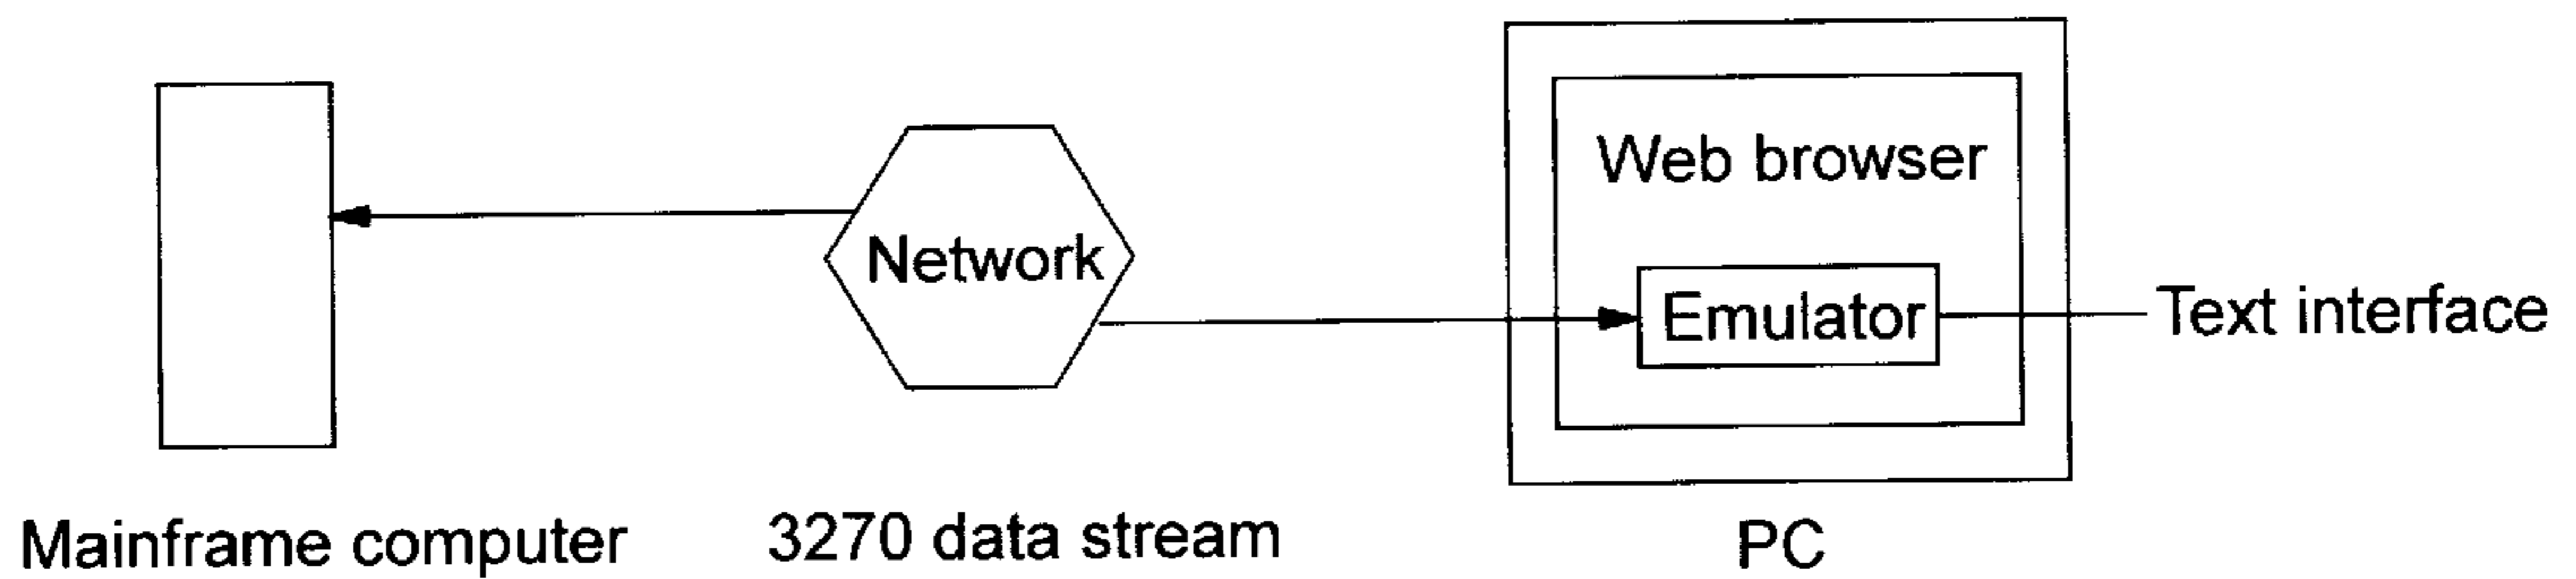 Web browser
Network
Emulator
Text interface
Mainframe computer
3270 data stream
PC